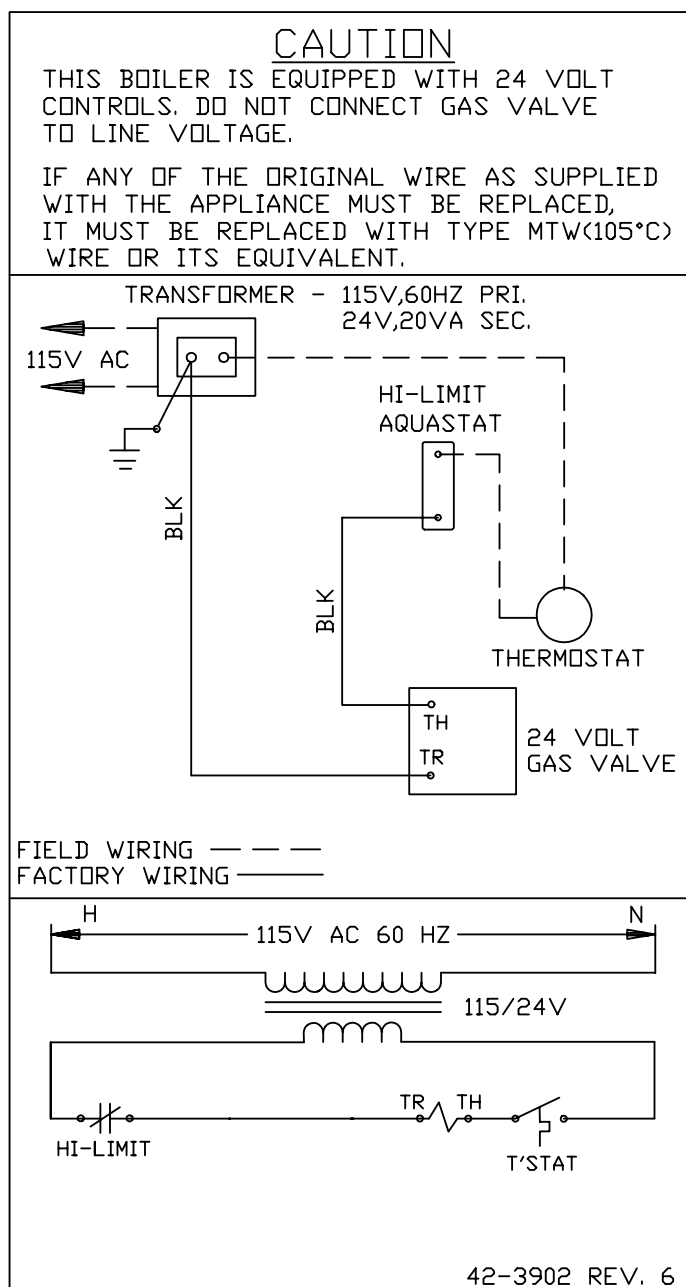 CAUTION
THIS BOILER IS EQUIPPED WITH 24 VOLT
CONTROLS. DO NOT CONNECT GAS VALVE
TO LINE VOLTAGE.
IF ANY OF THE ORIGINAL WIRE AS SUPPLIED
WITH THE APPLIANCE MUST BE REPLACED,
IT MUST BE REPLACED WITH TYPE MTW(105°C)
WIRE OR ITS EQUIVALENT.
TRANSFORMER - 115V,60HZ PRI.
24V,20VA SEC.
115V AC
HI-LIMIT
AQUASTAT
BLK
BLK
THERMOSTAT
TH
TR
24 VOLT
GAS VALVE
FIELD WIRING
FACTORY WIRING
H
N
115V AC 60 HZ
115/24V
TR
TH
HI-LIMIT
T'STAT
42-3902 REV. 6